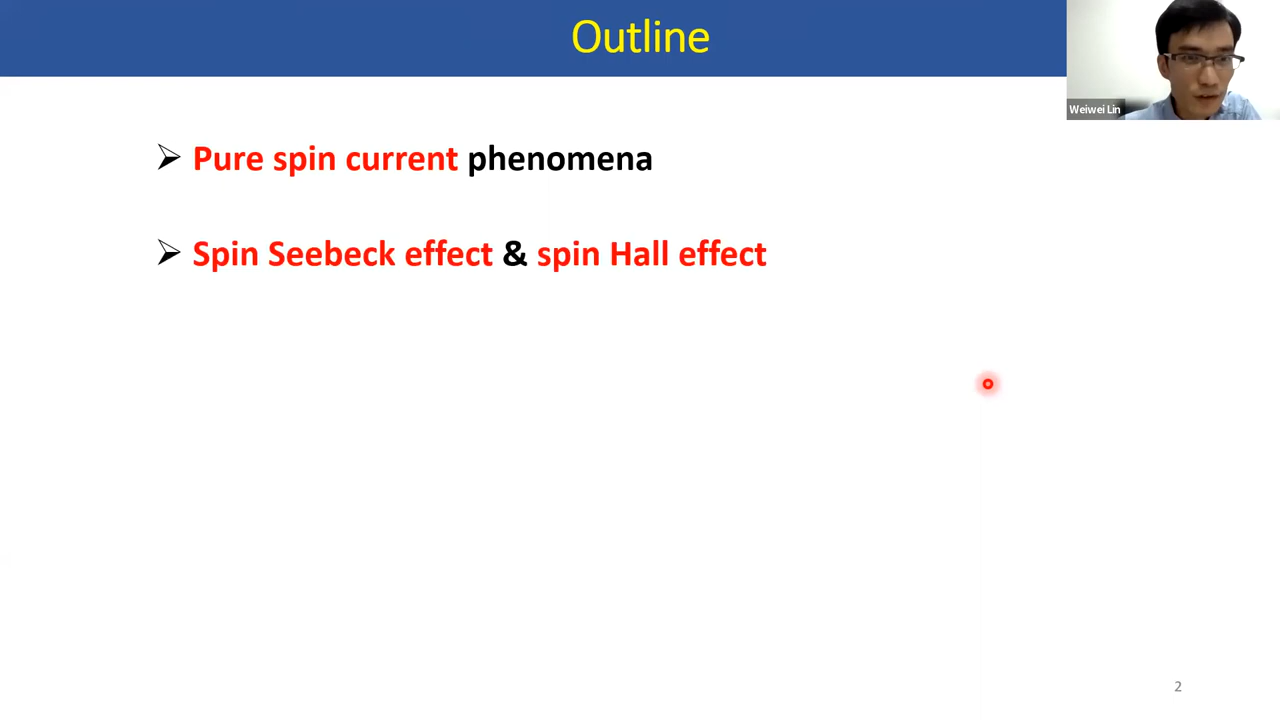 Outline
Weiwei Lin
Pure spin current phenomena
Spin Seebeck effect & spin Hall effect
2